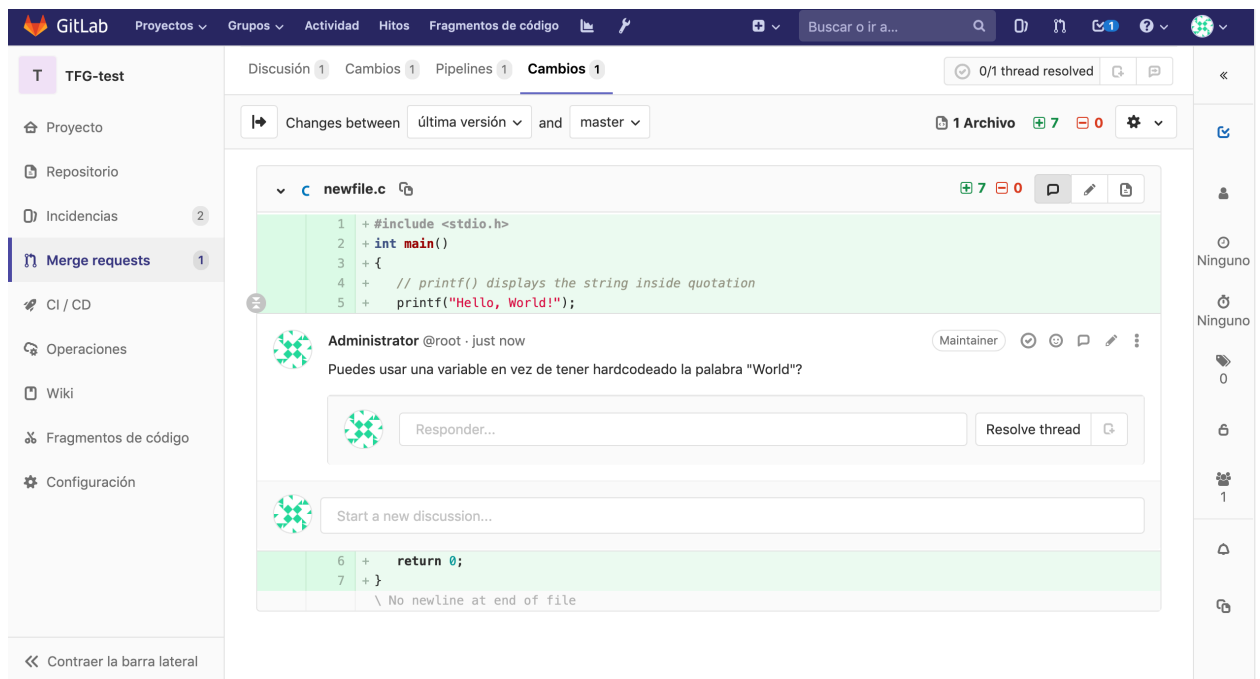 GitLab Proyectos Grupos Actividad Hitos Fragmentos de código Buscar o ir a... 1
T TFG-test
Proyecto
Repositorio
Incidencias 2
Merge requests 1
CI / CD
Operaciones
Wiki
Fragmentos de código
Configuración
Contraer la barra lateral
Discusión 1 Cambios 1 Pipelines 1 Cambios 1 0/1 thread resolved
Changes between última versión and master 1 Archivo 7 0
C newfile.c 7 0
1 + #include <stdio.h>
2 + int main()
3 + {
4 + // printf() displays the string inside quotation
5 + printf("Hello, World!");
Administrator @root · just now Maintainer
Puedes usar una variable en vez de tener hardcodeado la palabra "World"?
Responder... Resolve thread
Start a new discussion...
6 + return 0;
7 + }
\ No newline at end of file
Ninguno
Ninguno
0
1